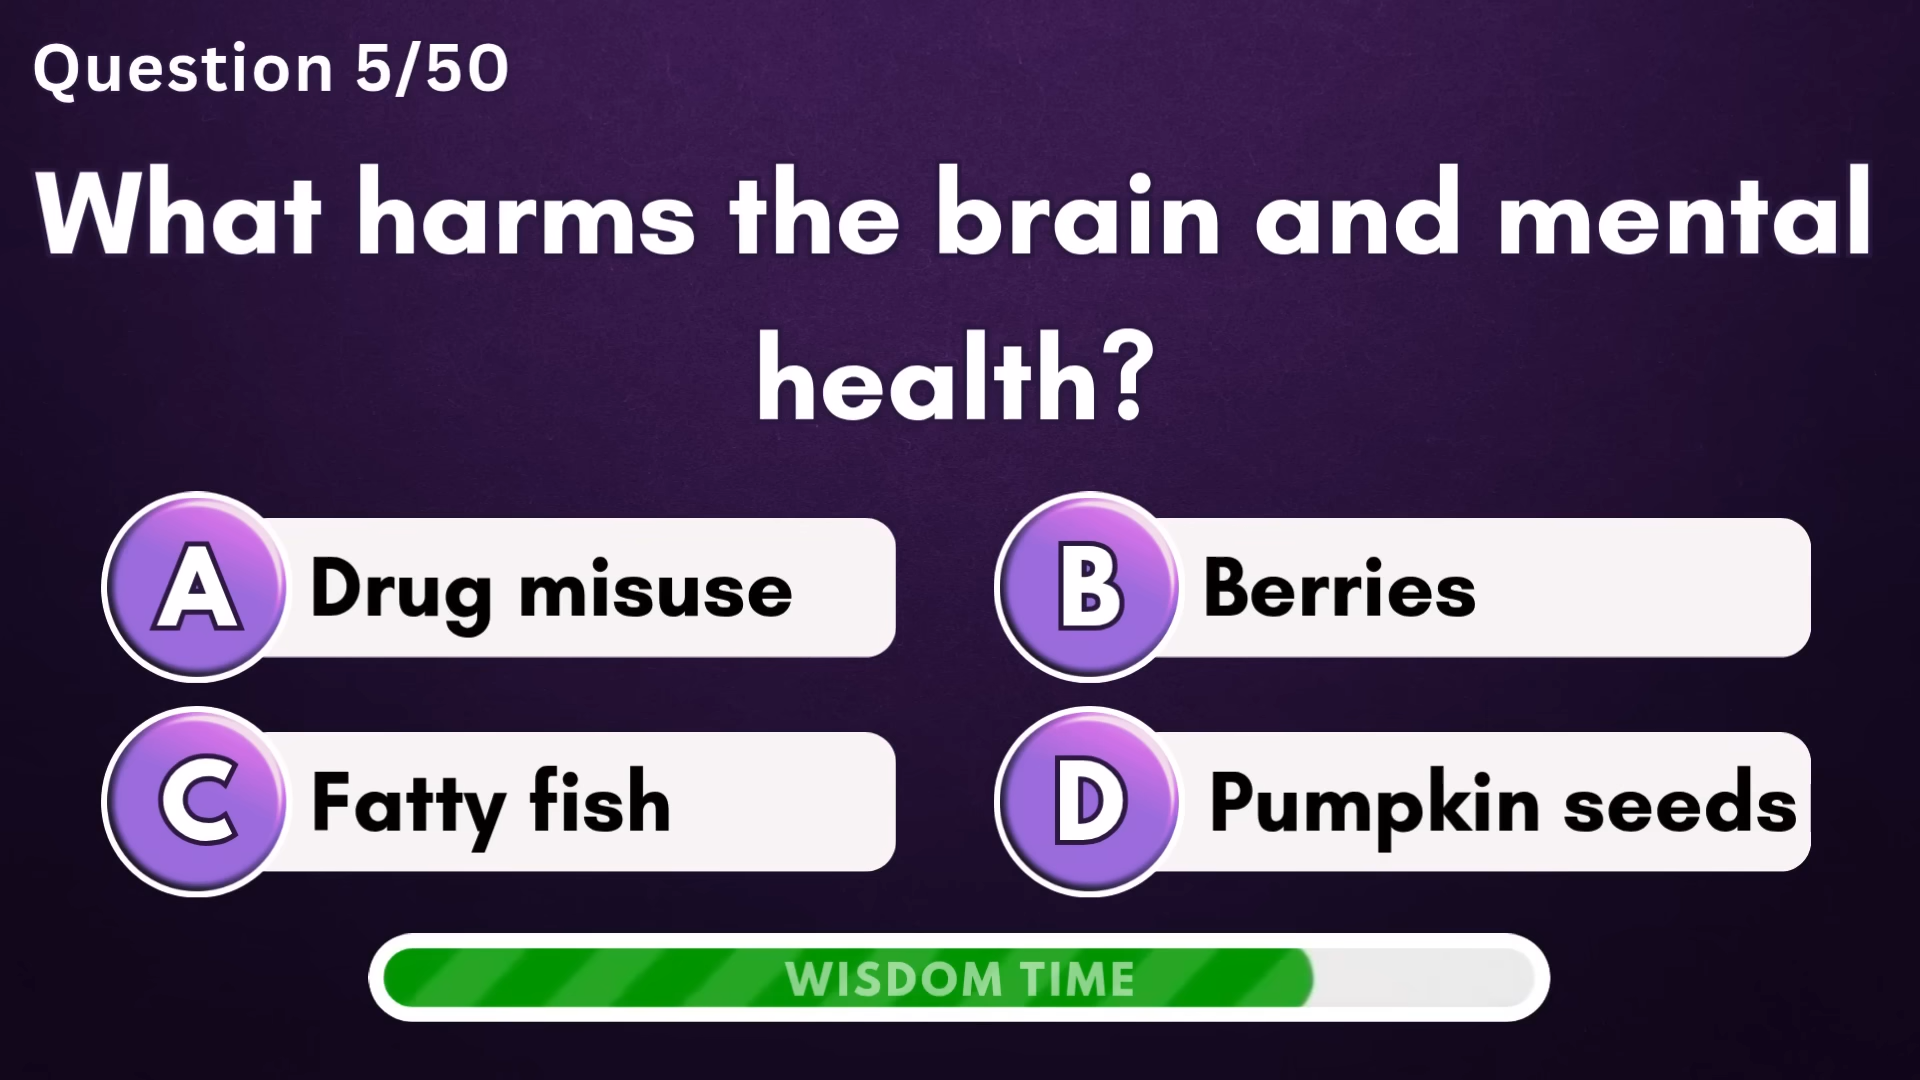 Question 5/50
What harms the brain and mental
health?
A Drug misuse
B Berries
C Fatty fish
D Pumpkin seeds
WISDOM TIME